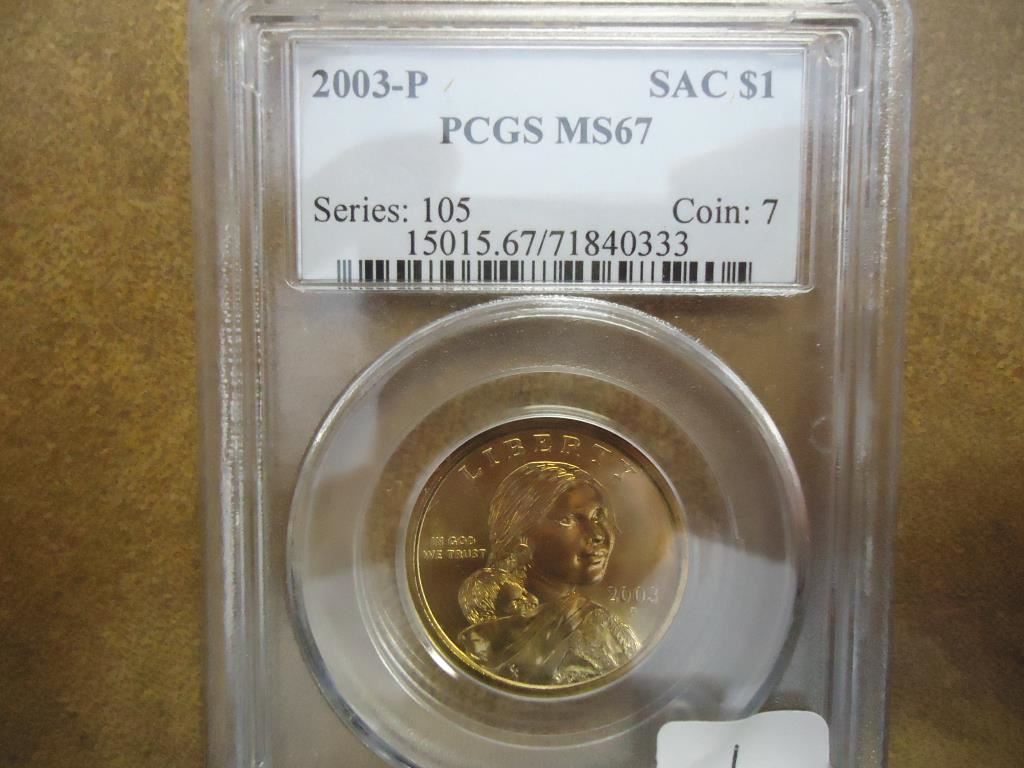 2003-P SAC $1
PCGS MS67
Series: 105 Coin: 7
15015.67/71840333
LIBERTY
IN GOD
WE TRUST
2003
P